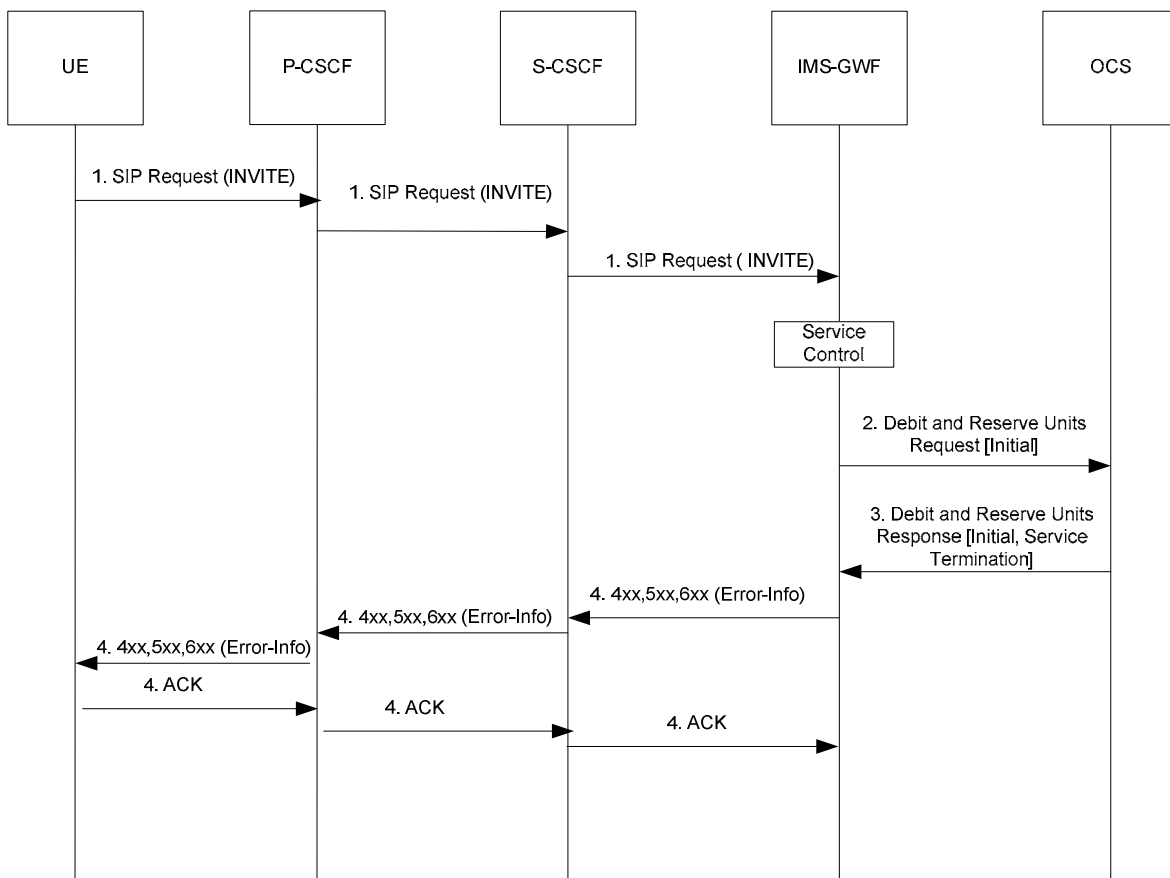 UE
P-CSCF
S-CSCF
IMS-GWF
OCS
1. SIP Request (INVITE)
1. SIP Request (INVITE)
1. SIP Request ( INVITE)
Service
Control
2. Debit and Reserve Units
Request [Initial]
3. Debit and Reserve Units
Response [Initial, Service
Termination]
4. 4xx,5xx,6xx (Error-Info)
4. 4xx,5xx,6xx (Error-Info)
4. 4xx,5xx,6xx (Error-Info)
4. ACK
4. ACK
4. ACK